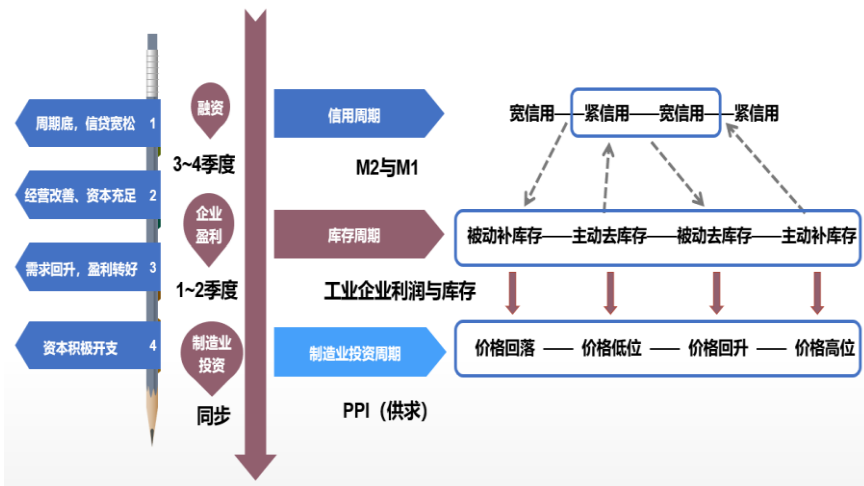 周期底，信贷宽松 1
经营改善、资本充足 2
需求回升，盈利转好 3
资本积极开支 4
融资
3~4季度
企业
盈利
1~2季度
制造业
投资
同步
信用周期
M2与M1
库存周期
工业企业利润与库存
制造业投资周期
PPI（供求）
宽信用——紧信用——宽信用——紧信用
被动补库存——主动去库存——被动去库存——主动补库存
价格回落 —— 价格低位 —— 价格回升 —— 价格高位